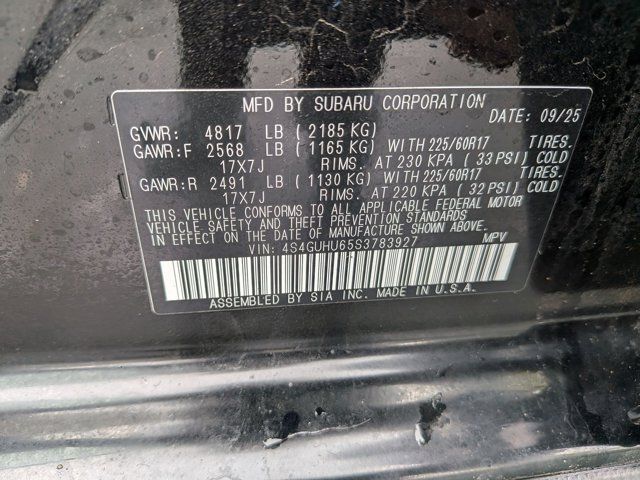 MFD BY SUBARU CORPORATION
DATE: 09/25
GVWR: 4817 LB ( 2185 KG)
GAWR:F 2568 LB ( 1165 KG) WITH 225/60R17 TIRES.
17X7J RIMS. AT 230 KPA ( 33 PSI) COLD
GAWR:R 2491 LB ( 1130 KG) WITH 225/60R17 TIRES.
17X7J RIMS. AT 220 KPA ( 32 PSI) COLD
THIS VEHICLE CONFORMS TO ALL APPLICABLE FEDERAL MOTOR
VEHICLE SAFETY AND THEFT PREVENTION STANDARDS
IN EFFECT ON THE DATE OF MANUFACTURE SHOWN ABOVE.
VIN: 4S4GUHU65S3783927 MPV
ASSEMBLED BY SIA INC. MADE IN U.S.A.